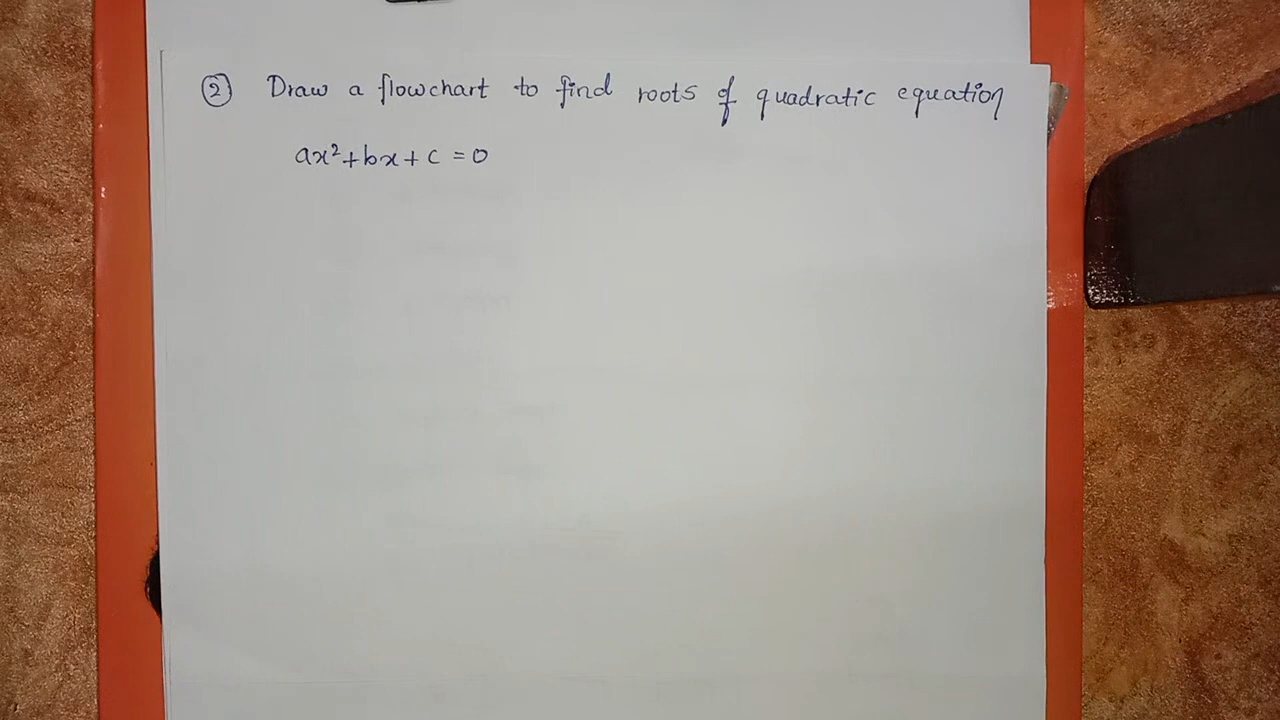 ② Draw a flowchart to find roots of quadratic equation
ax²+bx+c=0